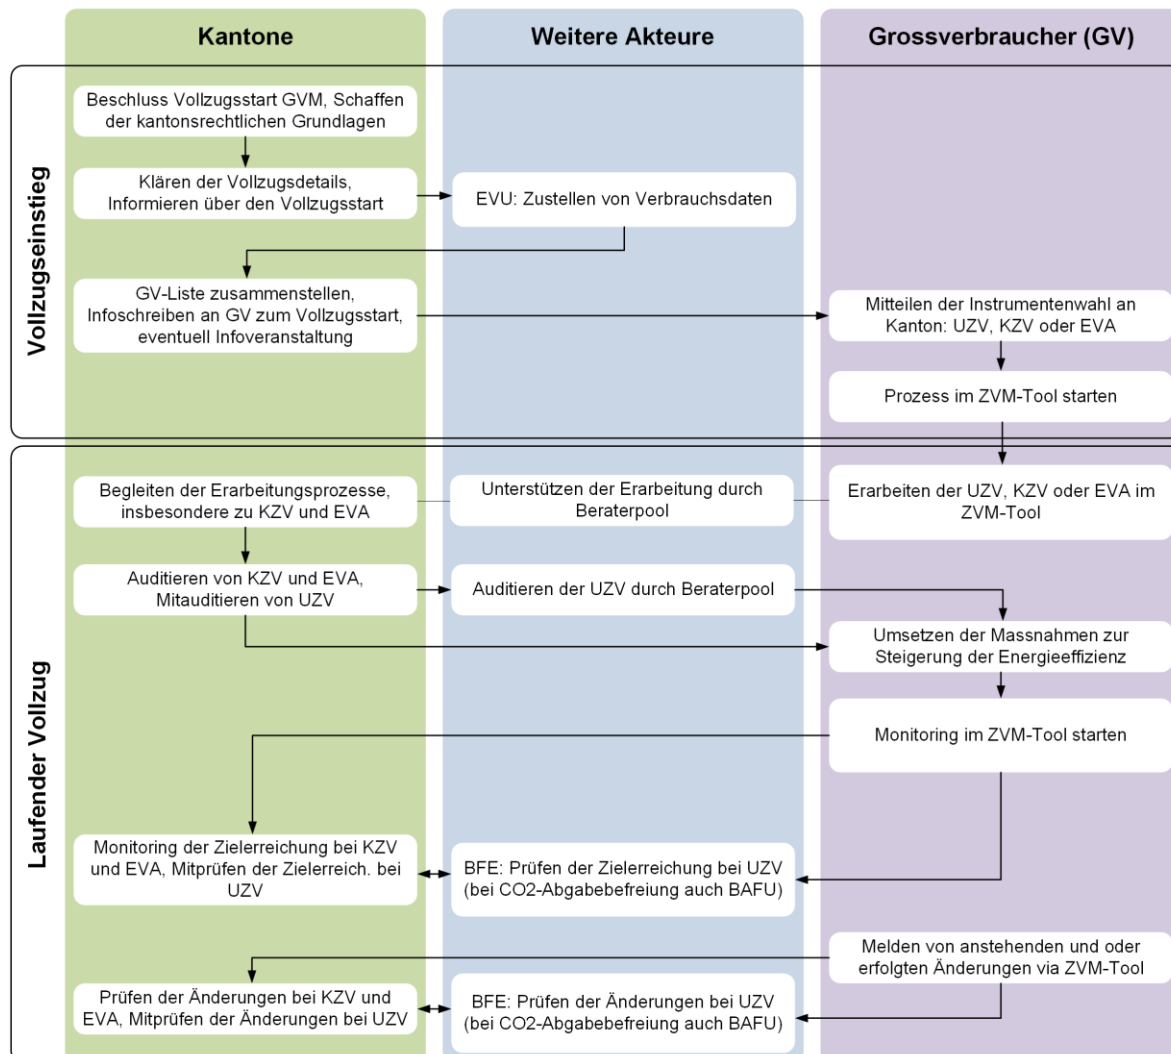 Kantone
Weitere Akteure
Grossverbraucher (GV)
Vollzugseinstieg
Beschluss Vollzugsstart GVM, Schaffen
der kantonsrechtlichen Grundlagen
Klären der Vollzugsdetails,
Informieren über den Vollzugsstart
EVU: Zustellen von Verbrauchsdaten
GV-Liste zusammenstellen,
Infoschreiben an GV zum Vollzugsstart,
eventuell Infoveranstaltung
Mitteilen der Instrumentenwahl an
Kanton: UZV, KZV oder EVA
Prozess im ZVM-Tool starten
Laufender Vollzug
Begleiten der Erarbeitungsprozesse,
insbesondere zu KZV und EVA
Unterstützen der Erarbeitung durch
Beraterpool
Erarbeiten der UZV, KZV oder EVA im
ZVM-Tool
Auditieren von KZV und EVA,
Mitauditieren von UZV
Auditieren der UZV durch Beraterpool
Umsetzen der Massnahmen zur
Steigerung der Energieeffizienz
Monitoring im ZVM-Tool starten
Monitoring der Zielerreichung bei KZV
und EVA, Mitprüfen der Zielerreich. bei
UZV
BFE: Prüfen der Zielerreichung bei UZV
(bei CO2-Abgabebefreiung auch BAFU)
Melden von anstehenden und oder
erfolgten Änderungen via ZVM-Tool
Prüfen der Änderungen bei KZV und
EVA, Mitprüfen der Änderungen bei UZV
BFE: Prüfen der Änderungen bei UZV
(bei CO2-Abgabebefreiung auch BAFU)